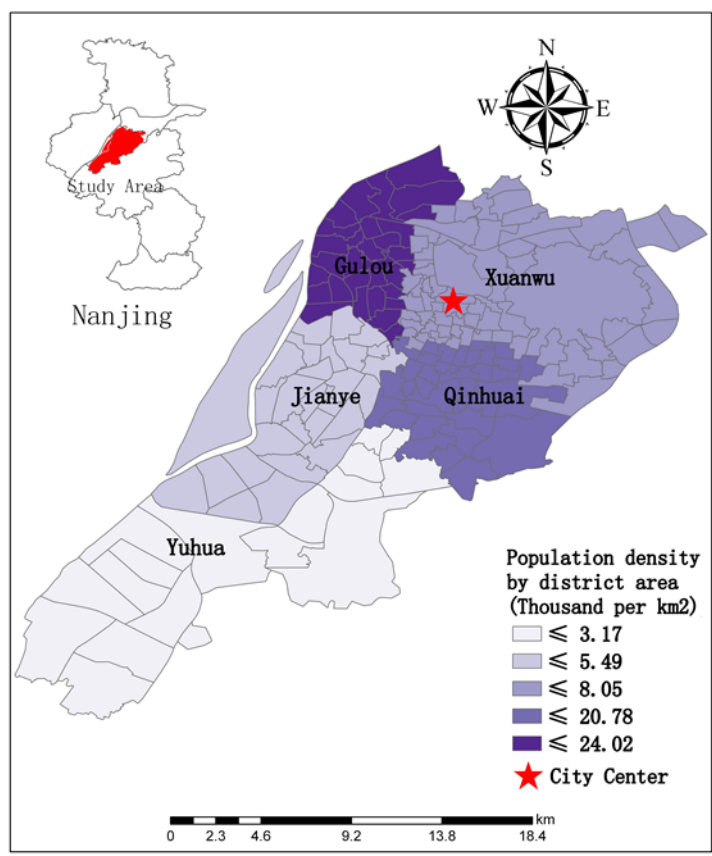 N
W E
S
Study Area
Nanjing
Gulou
Xuanwu
Jianye
Qinhuai
Yuhua
Population density
by district area
(Thousand per km2)
≤ 3.17
≤ 5.49
≤ 8.05
≤ 20.78
≤ 24.02
City Center
km
0 2.3 4.6 9.2 13.8 18.4